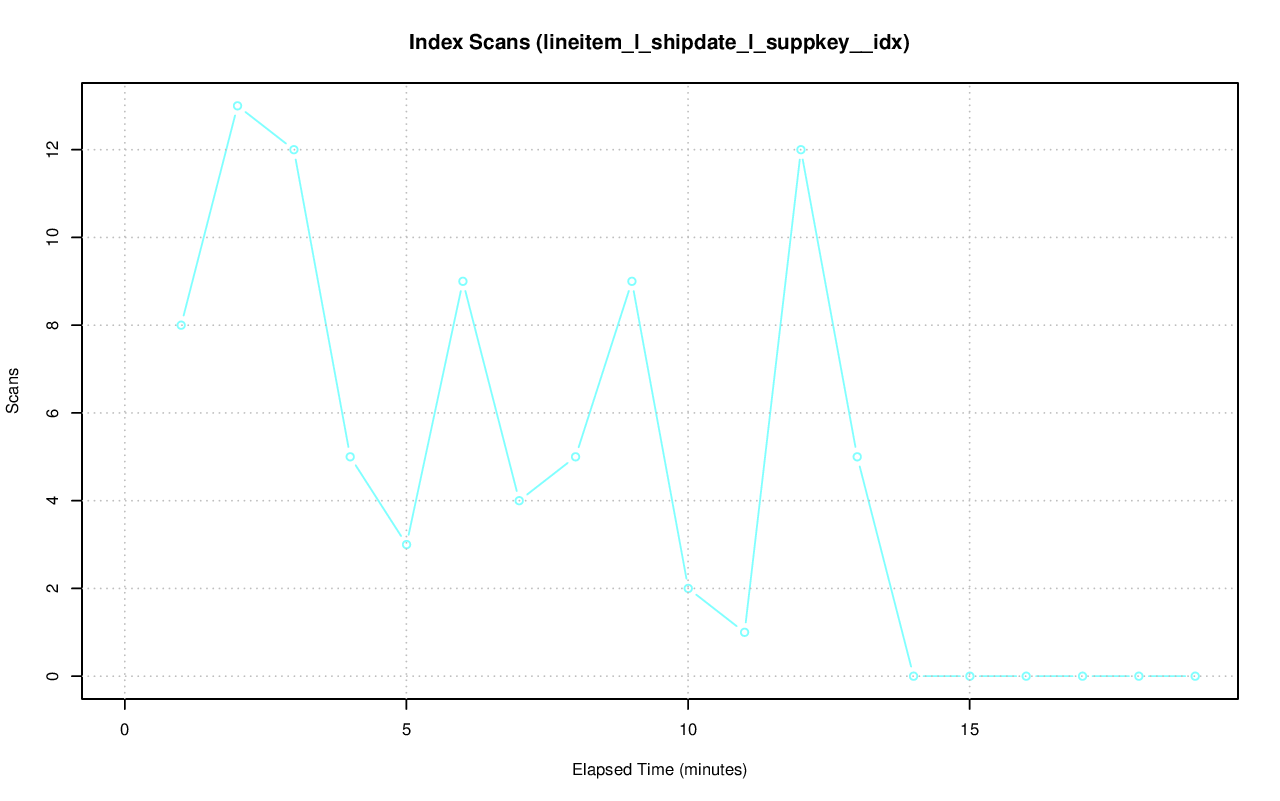 Index Scans (lineitem_l_shipdate_l_suppkey__idx)
12
10
8
6
4
2
0
Scans
0 5 10 15
Elapsed Time (minutes)